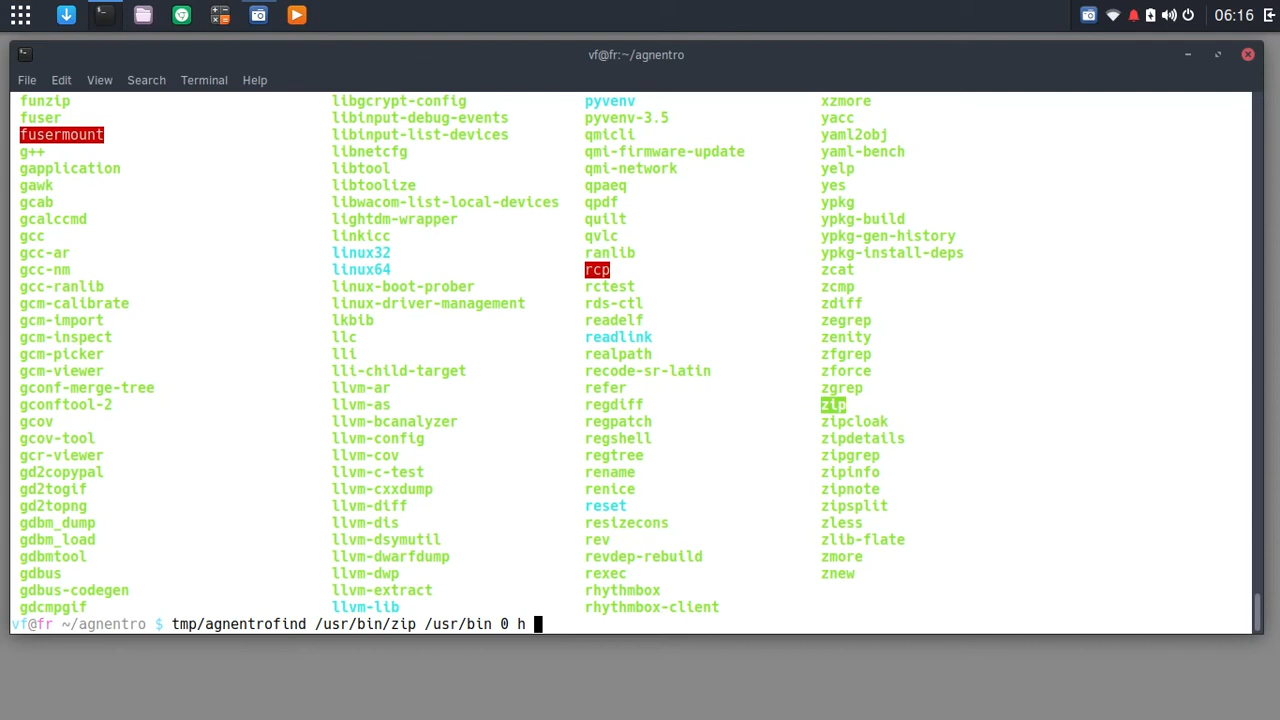 06:16
vf@fr:~/agnentro
File Edit View Search Terminal Help
funzip libgcrypt-config pyvenv xzmore
fuser libinput-debug-events pyvenv-3.5 yacc
fusermount libinput-list-devices qmicli yaml2obj
g++ libnetcfg qmi-firmware-update yaml-bench
gapplication libtool qmi-network yelp
gawk libtoolize qpaeq yes
gcab libwacom-list-local-devices qpdf ypkg
gcalccmd lightdm-wrapper quilt ypkg-build
gcc linkicc qvlc ypkg-gen-history
gcc-ar linux32 ranlib ypkg-install-deps
gcc-nm linux64 rcp zcat
gcc-ranlib linux-boot-prober rctest zcmp
gcm-calibrate linux-driver-management rds-ctl zdiff
gcm-import lkbib readelf zegrep
gcm-inspect llc readlink zenity
gcm-picker lli realpath zfgrep
gcm-viewer lli-child-target recode-sr-latin zforce
gconf-merge-tree llvm-ar refer zgrep
gconftool-2 llvm-as regdiff zip
gcov llvm-bcanalyzer regpatch zipcloak
gcov-tool llvm-config regshell zipdetails
gcr-viewer llvm-cov regtree zipgrep
gd2copypal llvm-c-test rename zipinfo
gd2togif llvm-cxxdump renice zipnote
gd2topng llvm-diff reset zipsplit
gdbm_dump llvm-dis resizecons zless
gdbm_load llvm-dsymutil rev zlib-flate
gdbmtool llvm-dwarfdump revdep-rebuild zmore
gdbus llvm-dwp rexec znew
gdbus-codegen llvm-extract rhythmbox
gdcmpgif llvm-lib rhythmbox-client
vf@fr ~/agnentro $ tmp/agnentrofind /usr/bin/zip /usr/bin 0 h